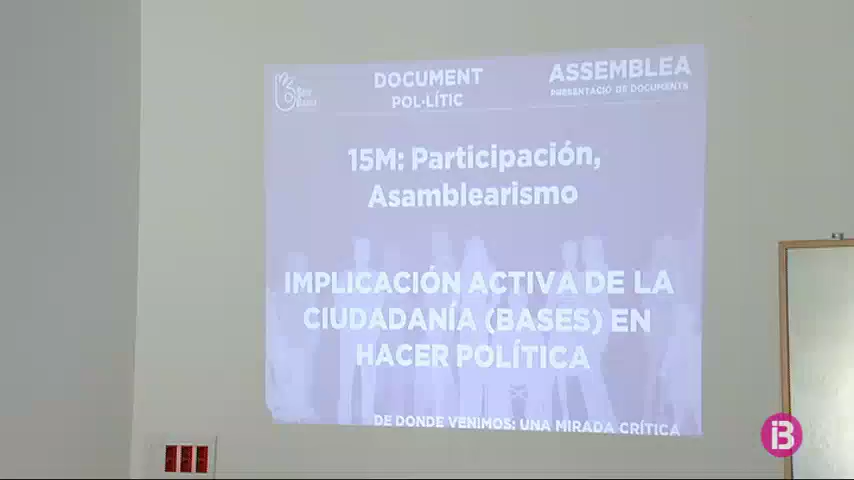 DOCUMENT
POL·LÍTIC
ASSEMBLEA
PRESENTACIÓ DE DOCUMENTS
15M: Participación,
Asamblearismo
IMPLICACIÓN ACTIVA DE LA
CIUDADANÍA (BASES) EN
HACER POLÍTICA
DE DONDE VENIMOS: UNA MIRADA CRÍTICA
iB